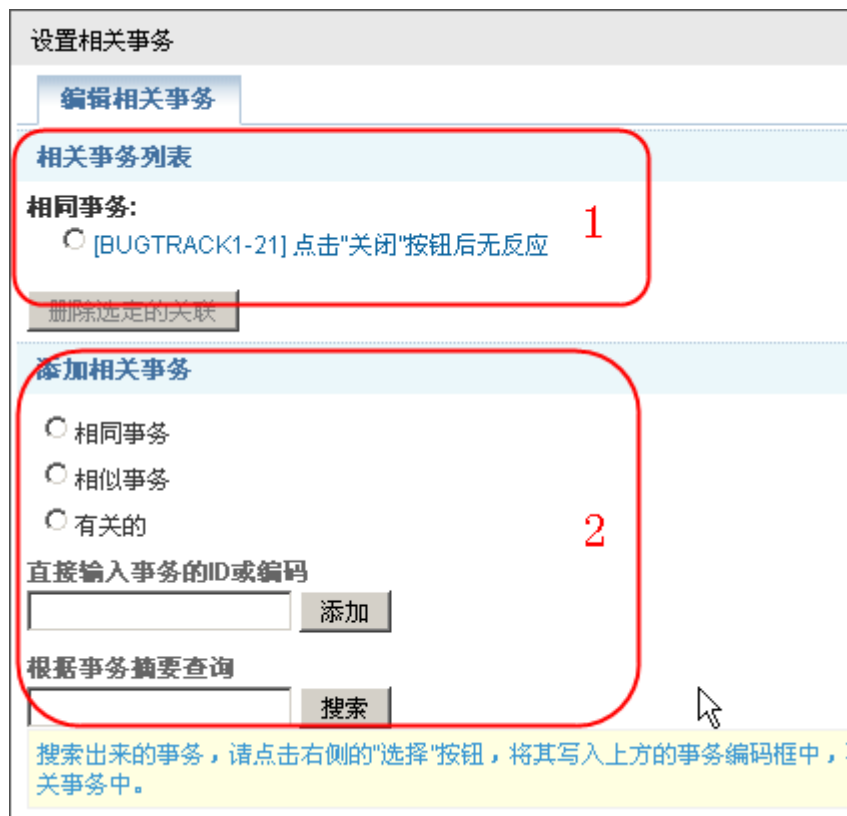 设置相关事务
编辑相关事务
相关事务列表
相同事务:
[BUGTRACK1-21] 点击"关闭"按钮后无反应
1
删除选定的关联
添加相关事务
相同事务
相似事务
有关的
2
直接输入事务的ID或编码
添加
根据事务摘要查询
搜索
搜索出来的事务，请点击右侧的"选择"按钮，将其写入上方的事务编码框中，
关事务中。